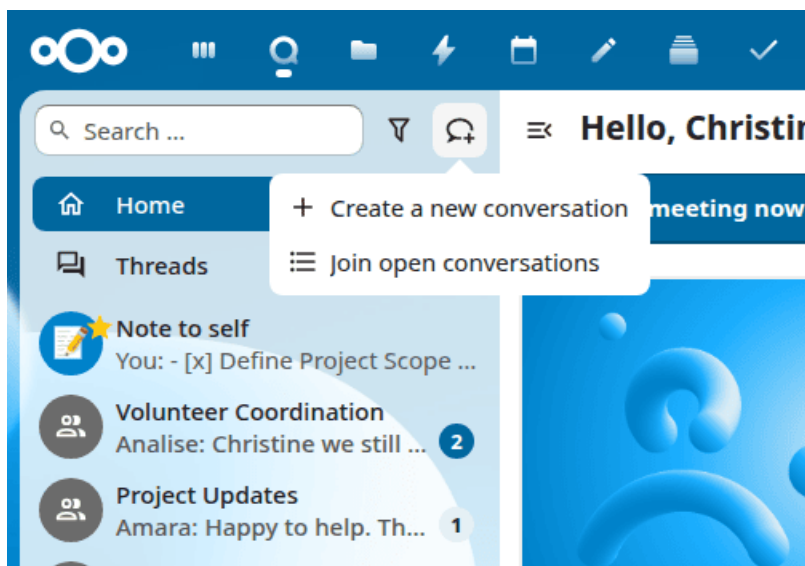 Search ...
Hello, Christin
Home
Create a new conversation
meeting now
Join open conversations
Threads
Note to self
You: - [x] Define Project Scope ...
Volunteer Coordination
Analise: Christine we still ... 2
Project Updates
Amara: Happy to help. Th... 1